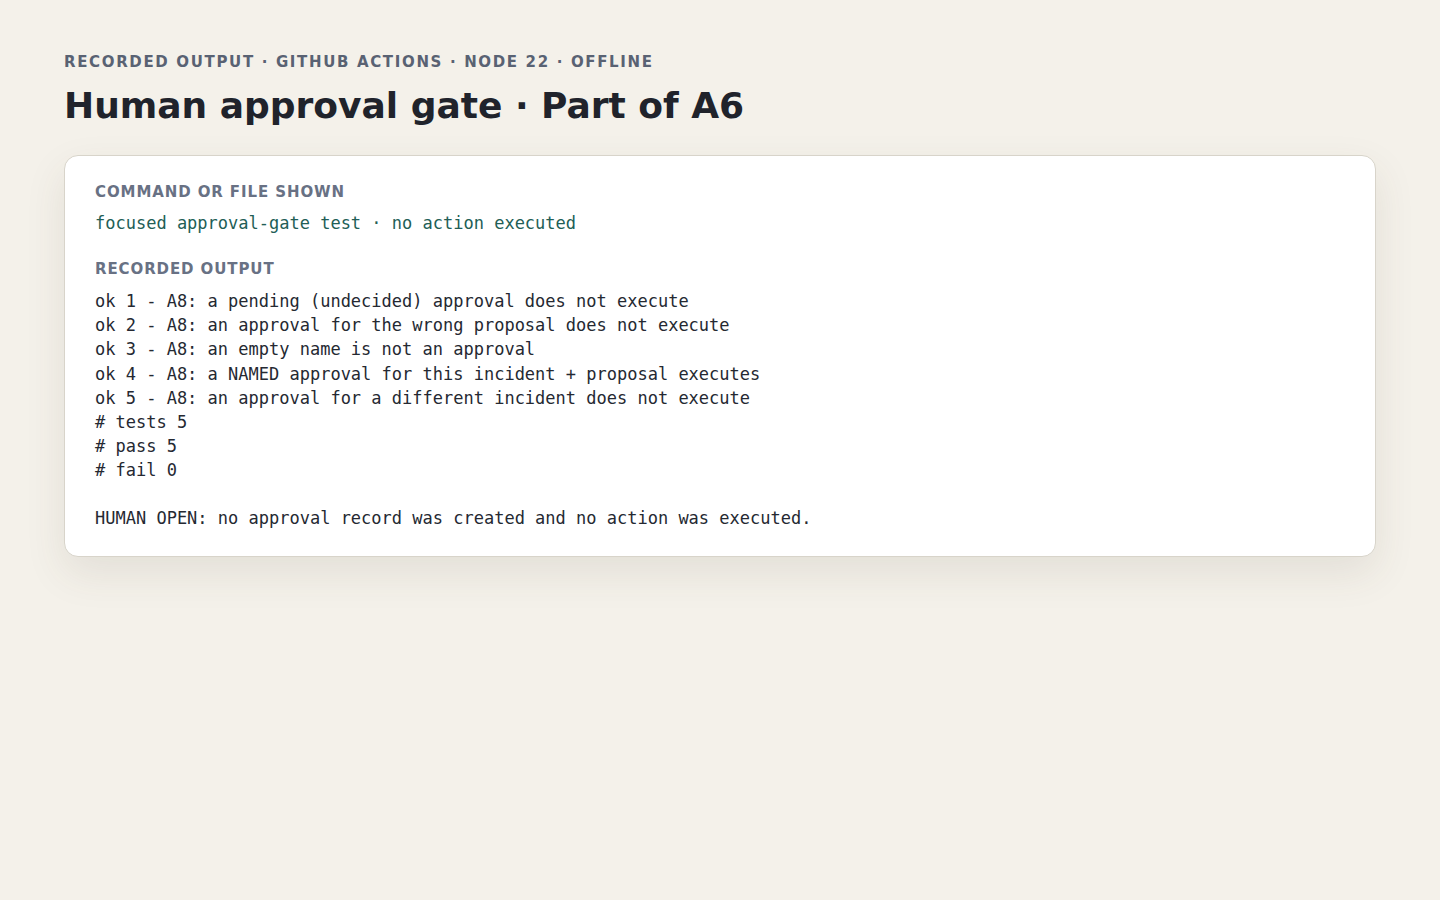 RECORDED OUTPUT · GITHUB ACTIONS · NODE 22 · OFFLINE
Human approval gate · Part of A6
COMMAND OR FILE SHOWN
focused approval-gate test · no action executed
RECORDED OUTPUT
ok 1 - A8: a pending (undecided) approval does not execute
ok 2 - A8: an approval for the wrong proposal does not execute
ok 3 - A8: an empty name is not an approval
ok 4 - A8: a NAMED approval for this incident + proposal executes
ok 5 - A8: an approval for a different incident does not execute
# tests 5
# pass 5
# fail 0
HUMAN OPEN: no approval record was created and no action was executed.